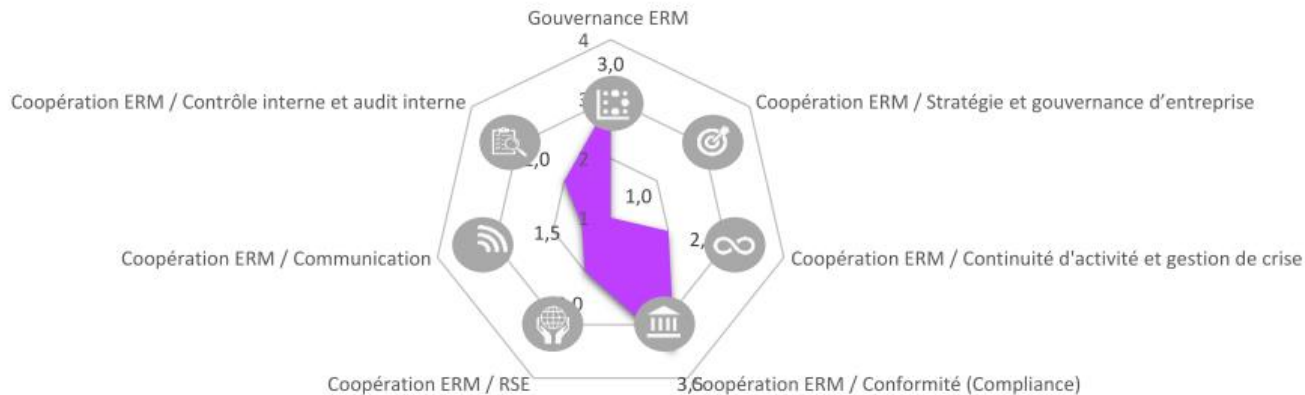 Gouvernance ERM
4
3,0
Coopération ERM / Contrôle interne et audit interne
Coopération ERM / Stratégie et gouvernance d’entreprise
2
1,0
1
1,5
2,
Coopération ERM / Communication
Coopération ERM / Continuité d'activité et gestion de crise
Coopération ERM / RSE
3,5
Coopération ERM / Conformité (Compliance)